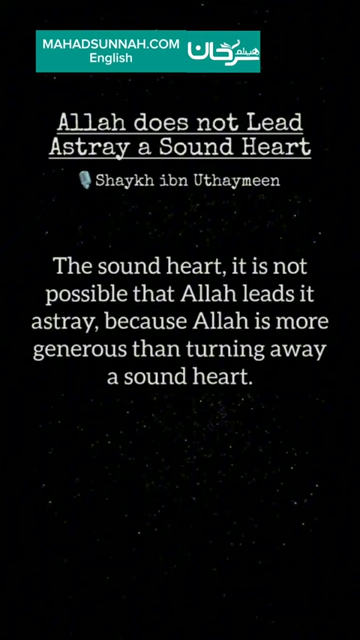 MAHADSUNNAH.COM
English
Allah does not Lead
Astray a Sound Heart
Shaykh ibn Uthaymeen
The sound heart, it is not
possible that Allah leads it
astray, because Allah is more
generous than turning away
a sound heart.